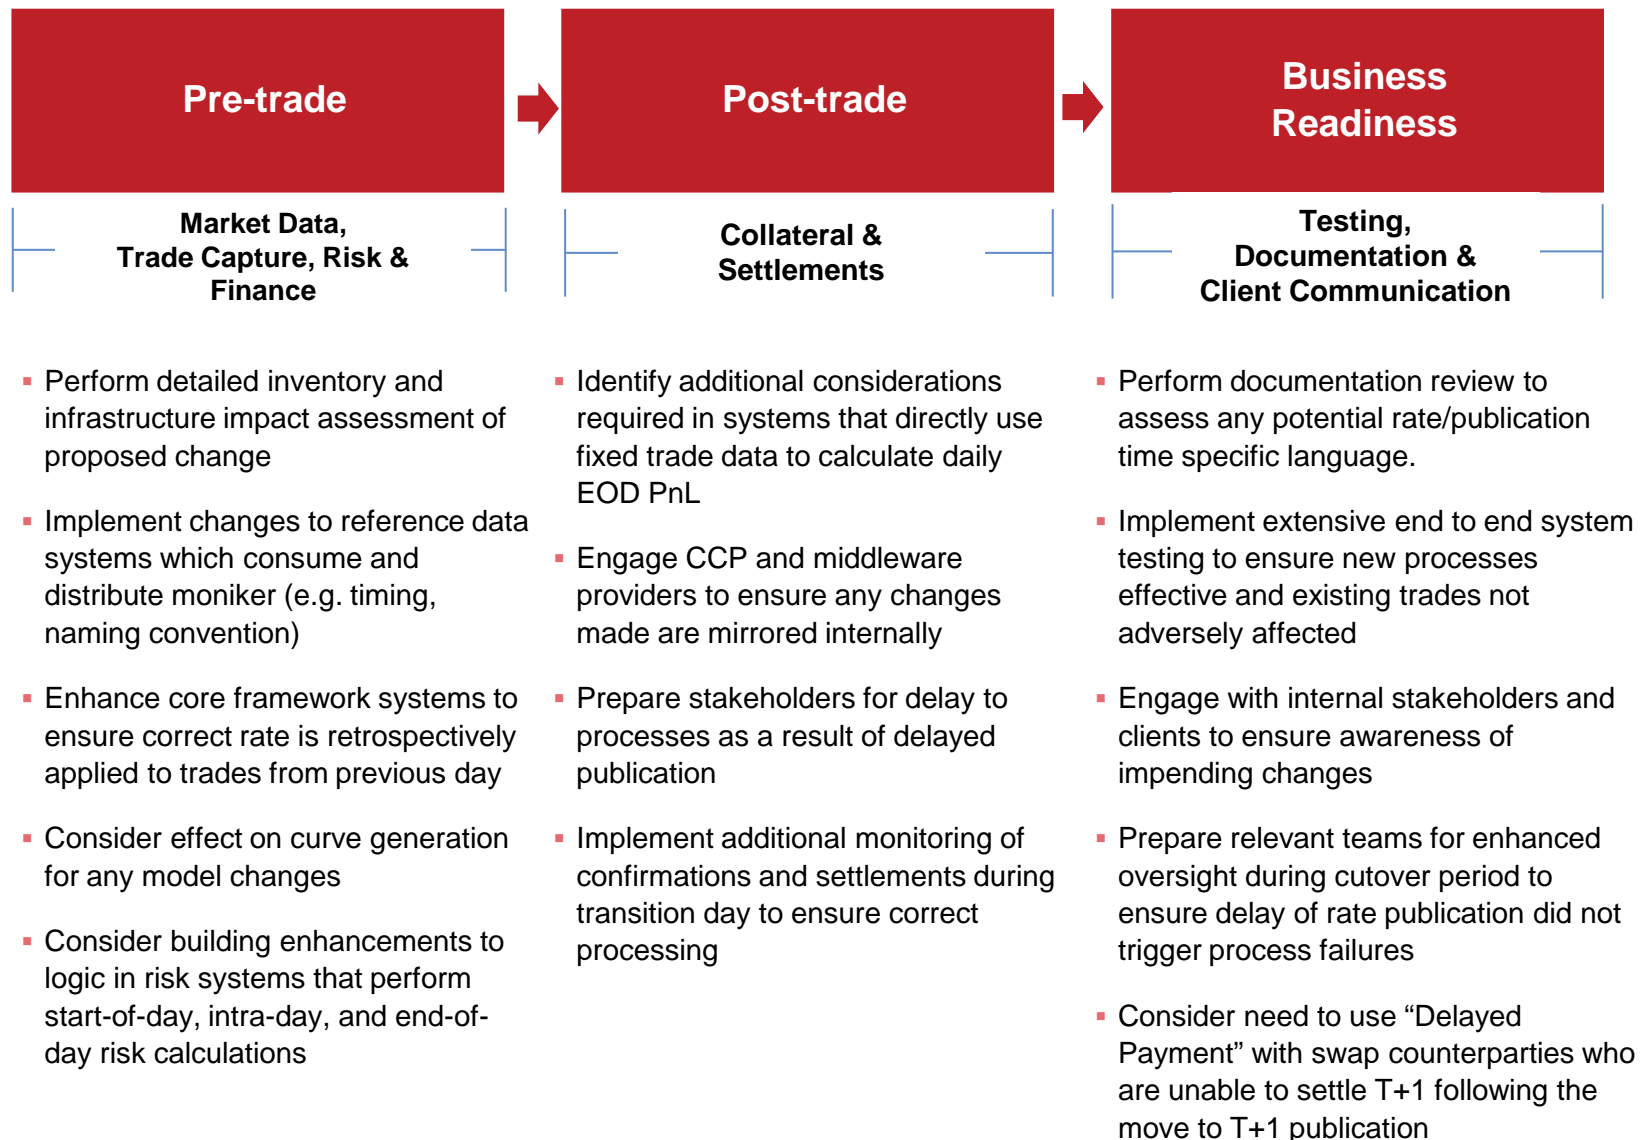 Pre-trade
Market Data,
Trade Capture, Risk &
Finance
▪ Perform detailed inventory and
infrastructure impact assessment of
proposed change
▪ Implement changes to reference data
systems which consume and
distribute moniker (e.g. timing,
naming convention)
▪ Enhance core framework systems to
ensure correct rate is retrospectively
applied to trades from previous day
▪ Consider effect on curve generation
for any model changes
▪ Consider building enhancements to
logic in risk systems that perform
start-of-day, intra-day, and end-of-
day risk calculations
Post-trade
Collateral &
Settlements
▪ Identify additional considerations
required in systems that directly use
fixed trade data to calculate daily
EOD PnL
▪ Engage CCP and middleware
providers to ensure any changes
made are mirrored internally
▪ Prepare stakeholders for delay to
processes as a result of delayed
publication
▪ Implement additional monitoring of
confirmations and settlements during
transition day to ensure correct
processing
Business
Readiness
Testing,
Documentation &
Client Communication
▪ Perform documentation review to
assess any potential rate/publication
time specific language.
▪ Implement extensive end to end system
testing to ensure new processes
effective and existing trades not
adversely affected
▪ Engage with internal stakeholders and
clients to ensure awareness of
impending changes
▪ Prepare relevant teams for enhanced
oversight during cutover period to
ensure delay of rate publication did not
trigger process failures
▪ Consider need to use “Delayed
Payment” with swap counterparties who
are unable to settle T+1 following the
move to T+1 publication